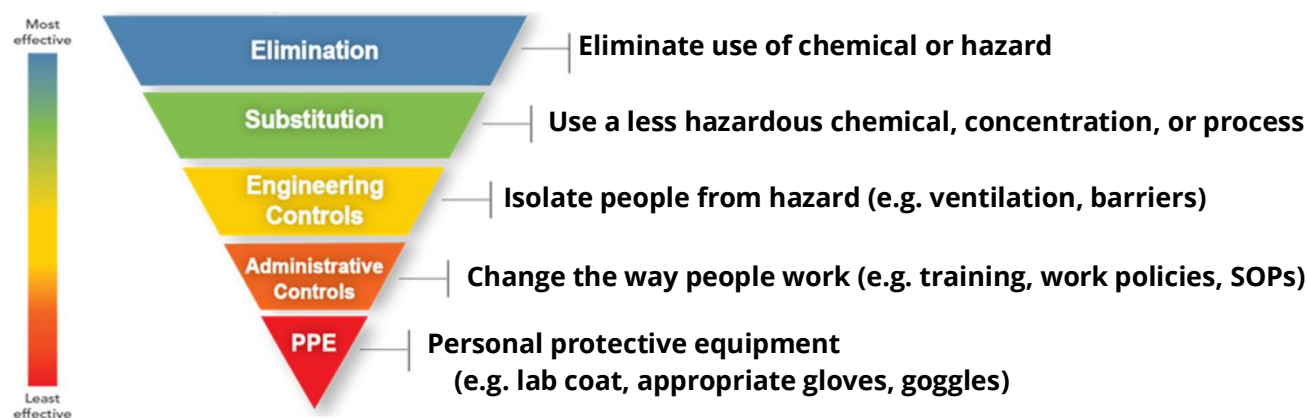 Most
effective
Elimination
Eliminate use of chemical or hazard
Substitution
Use a less hazardous chemical, concentration, or process
Engineering
Controls
Isolate people from hazard (e.g. ventilation, barriers)
Administrative
Controls
Change the way people work (e.g. training, work policies, SOPs)
PPE
Personal protective equipment
(e.g. lab coat, appropriate gloves, goggles)
Least
effective